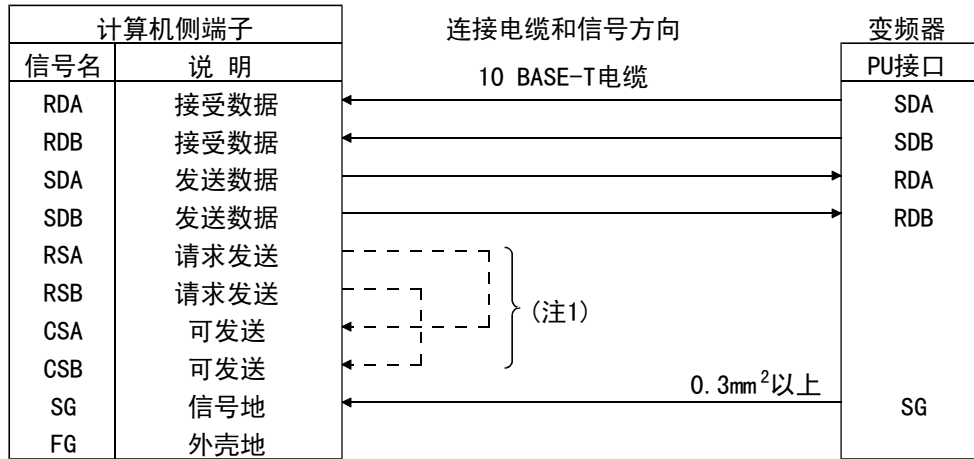 计算机侧端子 连接电缆和信号方向 变频器
信号名 说 明 10 BASE-T电缆 PU接口
RDA 接受数据 SDA
RDB 接受数据 SDB
SDA 发送数据 RDA
SDB 发送数据 RDB
RSA 请求发送
RSB 请求发送
(注1)
CSA 可发送
CSB 可发送
0.3mm²以上
SG 信号地 SG
FG 外壳地